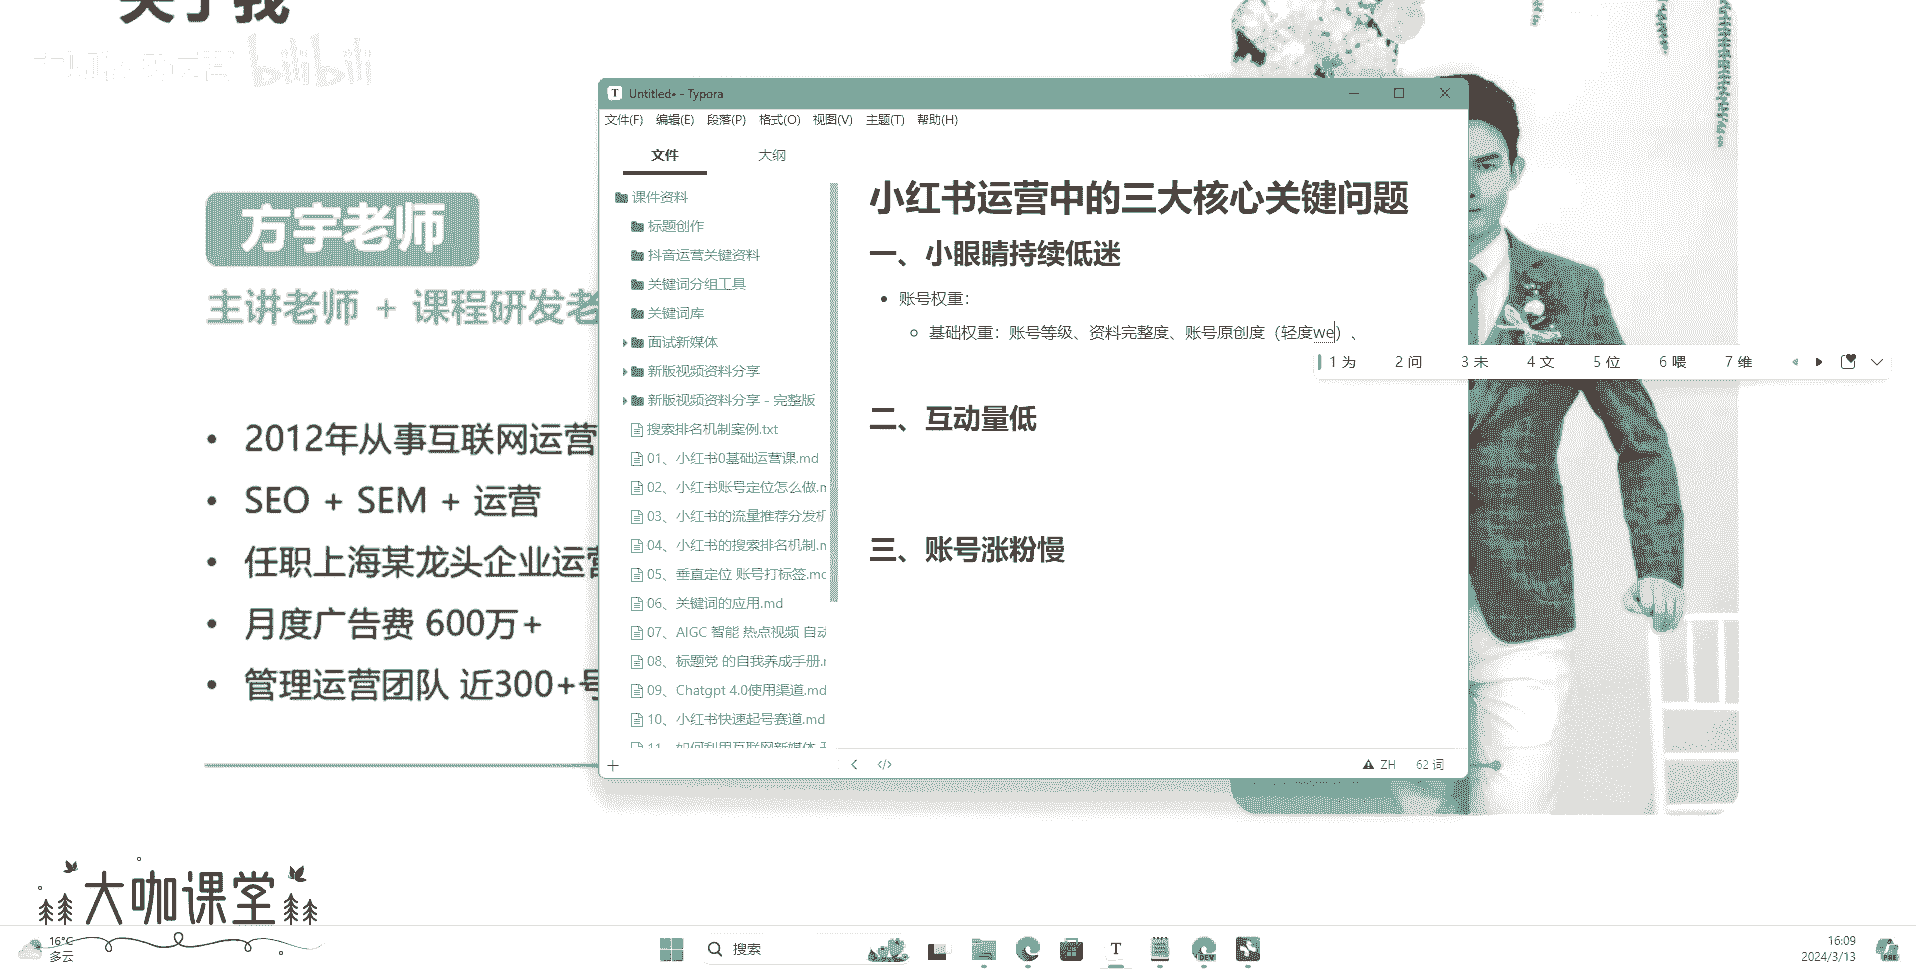 关于我
bilibili
方宇老师
主讲老师 + 课程研发老
2012年从事互联网运营
SEO + SEM + 运营
任职上海某龙头企业运营
月度广告费 600万+
管理运营团队 近300+号
大咖课堂
Untitled• - Typora
文件(F) 编辑(E) 段落(P) 格式(O) 视图(V) 主题(T) 帮助(H)
文件 大纲
课件资料
标题创作
抖音运营关键资料
关键词分组工具
关键词库
面试新媒体
新版视频资料分享
新版视频资料分享 - 完整版
搜索排名机制案例.txt
01、小红书0基础运营课.md
02、小红书账号定位怎么做.m
03、小红书的流量推荐分发机
04、小红书的搜索排名机制.m
05、垂直定位 账号打标签.md
06、关键词的应用.md
07、AIGC 智能 热点视频 自动
08、标题党 的自我养成手册.m
09、Chatgpt 4.0使用渠道.md
10、小红书快速起号赛道.md
11、如何利用互联网新媒体
小红书运营中的三大核心关键问题
一、小眼睛持续低迷
账号权重：
基础权重：账号等级、资料完整度、账号原创度（轻度we）、
1 为 2 问 3 未 4 文 5 位 6 喂 7 维
二、互动量低
三、账号涨粉慢
ZH 62 词
16°C
多云
搜索
T
DEV
16:09
2024/3/13
PRE